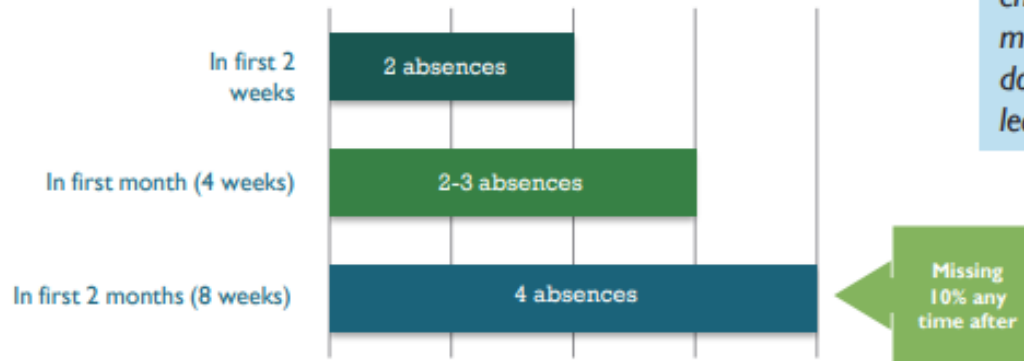 In first 2
weeks
2 absences
In first month (4 weeks)
2-3 absences
In first 2 months (8 weeks)
4 absences
Missing
10% any
time after